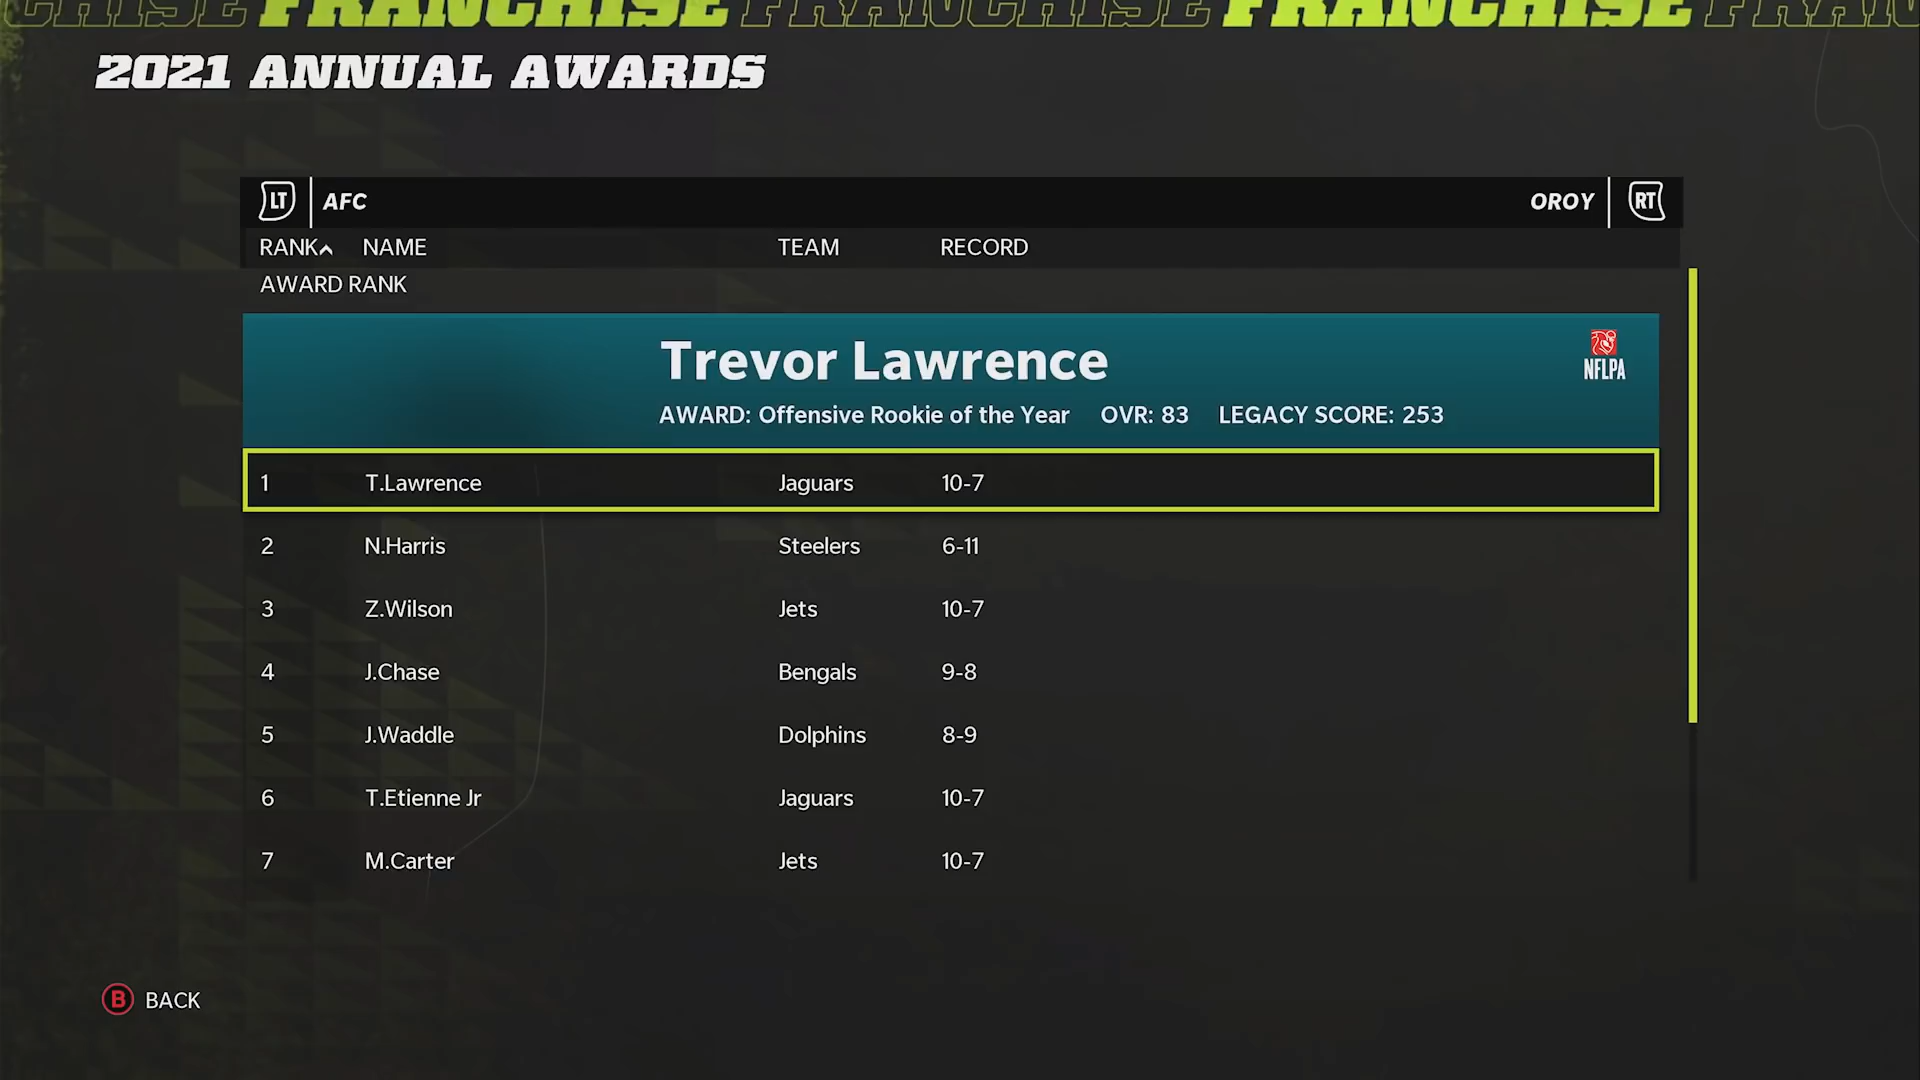 CHISE FRANCHISE FRANCHISE FRANCHISE FRAN
2021 ANNUAL AWARDS
LT AFC OROY RT
RANK NAME TEAM RECORD
AWARD RANK
Trevor Lawrence
NFLPA
AWARD: Offensive Rookie of the Year OVR: 83 LEGACY SCORE: 253
1 T.Lawrence Jaguars 10-7
2 N.Harris Steelers 6-11
3 Z.Wilson Jets 10-7
4 J.Chase Bengals 9-8
5 J.Waddle Dolphins 8-9
6 T.Etienne Jr Jaguars 10-7
7 M.Carter Jets 10-7
B BACK